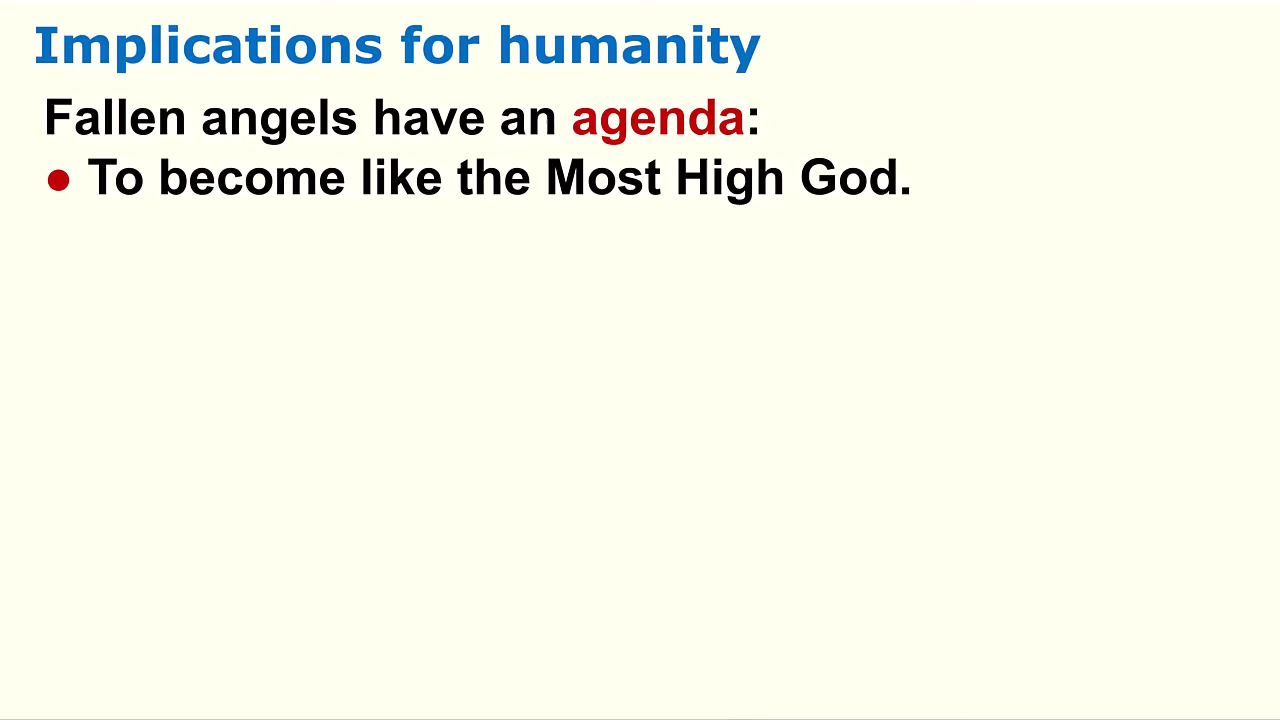 Implications for humanity
Fallen angels have an agenda:
● To become like the Most High God.